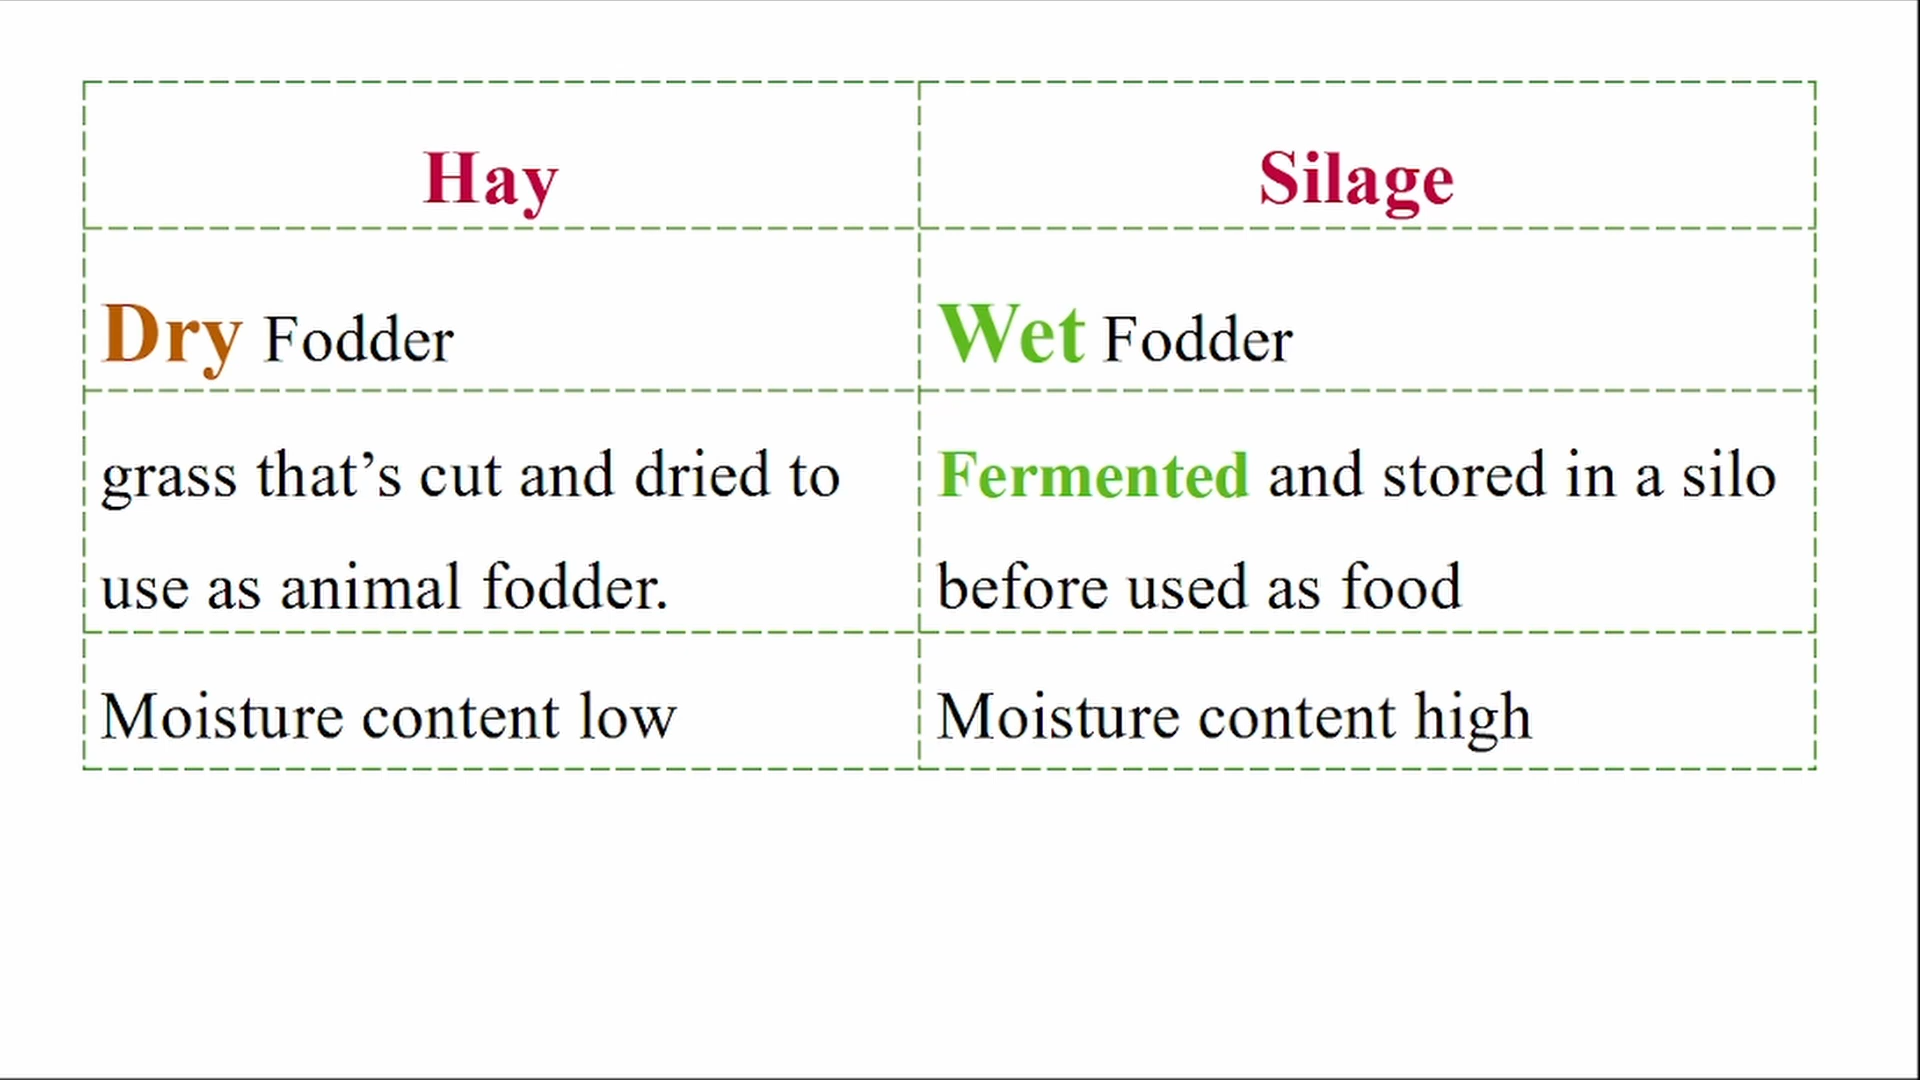 Hay
Silage
Dry Fodder
Wet Fodder
grass that’s cut and dried to
use as animal fodder.
Fermented and stored in a silo
before used as food
Moisture content low
Moisture content high